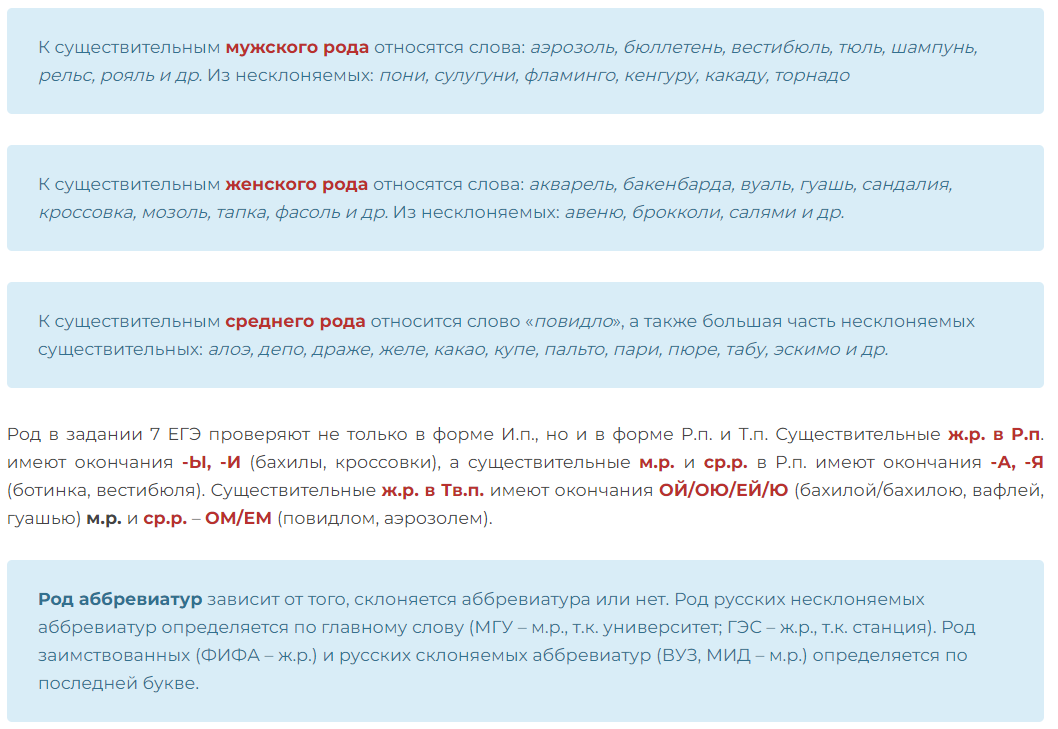 К существительным мужского рода относятся слова: аэрозоль, бюллетень, вестибюль, тюль, шампунь,
рельс, рояль и др. Из несклоняемых: пони, сулугуни, фламинго, кенгуру, какаду, торнадо
К существительным женского рода относятся слова: акварель, бакенбарда, вуаль, гуашь, сандалия,
кроссовка, мозоль, тапка, фасоль и др. Из несклоняемых: авеню, брокколи, салями и др.
К существительным среднего рода относится слово «повидло», а также большая часть несклоняемых
существительных: алоэ, депо, драже, желе, какао, купе, пальто, пари, пюре, табу, эскимо и др.
Род в задании 7 ЕГЭ проверяют не только в форме И.п., но и в форме Р.п. и Т.п. Существительные ж.р. в Р.п.
имеют окончания -Ы, -И (бахилы, кроссовки), а существительные м.р. и ср.р. в Р.п. имеют окончания -А, -Я
(ботинка, вестибюля). Существительные ж.р. в Тв.п. имеют окончания ОЙ/ОЮ/ЕЙ/Ю (бахилой/бахилою, вафлей,
гуашью) м.р. и ср.р. – ОМ/ЕМ (повидлом, аэрозолем).
Род аббревиатур зависит от того, склоняется аббревиатура или нет. Род русских несклоняемых
аббревиатур определяется по главному слову (МГУ – м.р., т.к. университет; ГЭС – ж.р., т.к. станция). Род
заимствованных (ФИФА – ж.р.) и русских склоняемых аббревиатур (ВУЗ, МИД – м.р.) определяется по
последней букве.